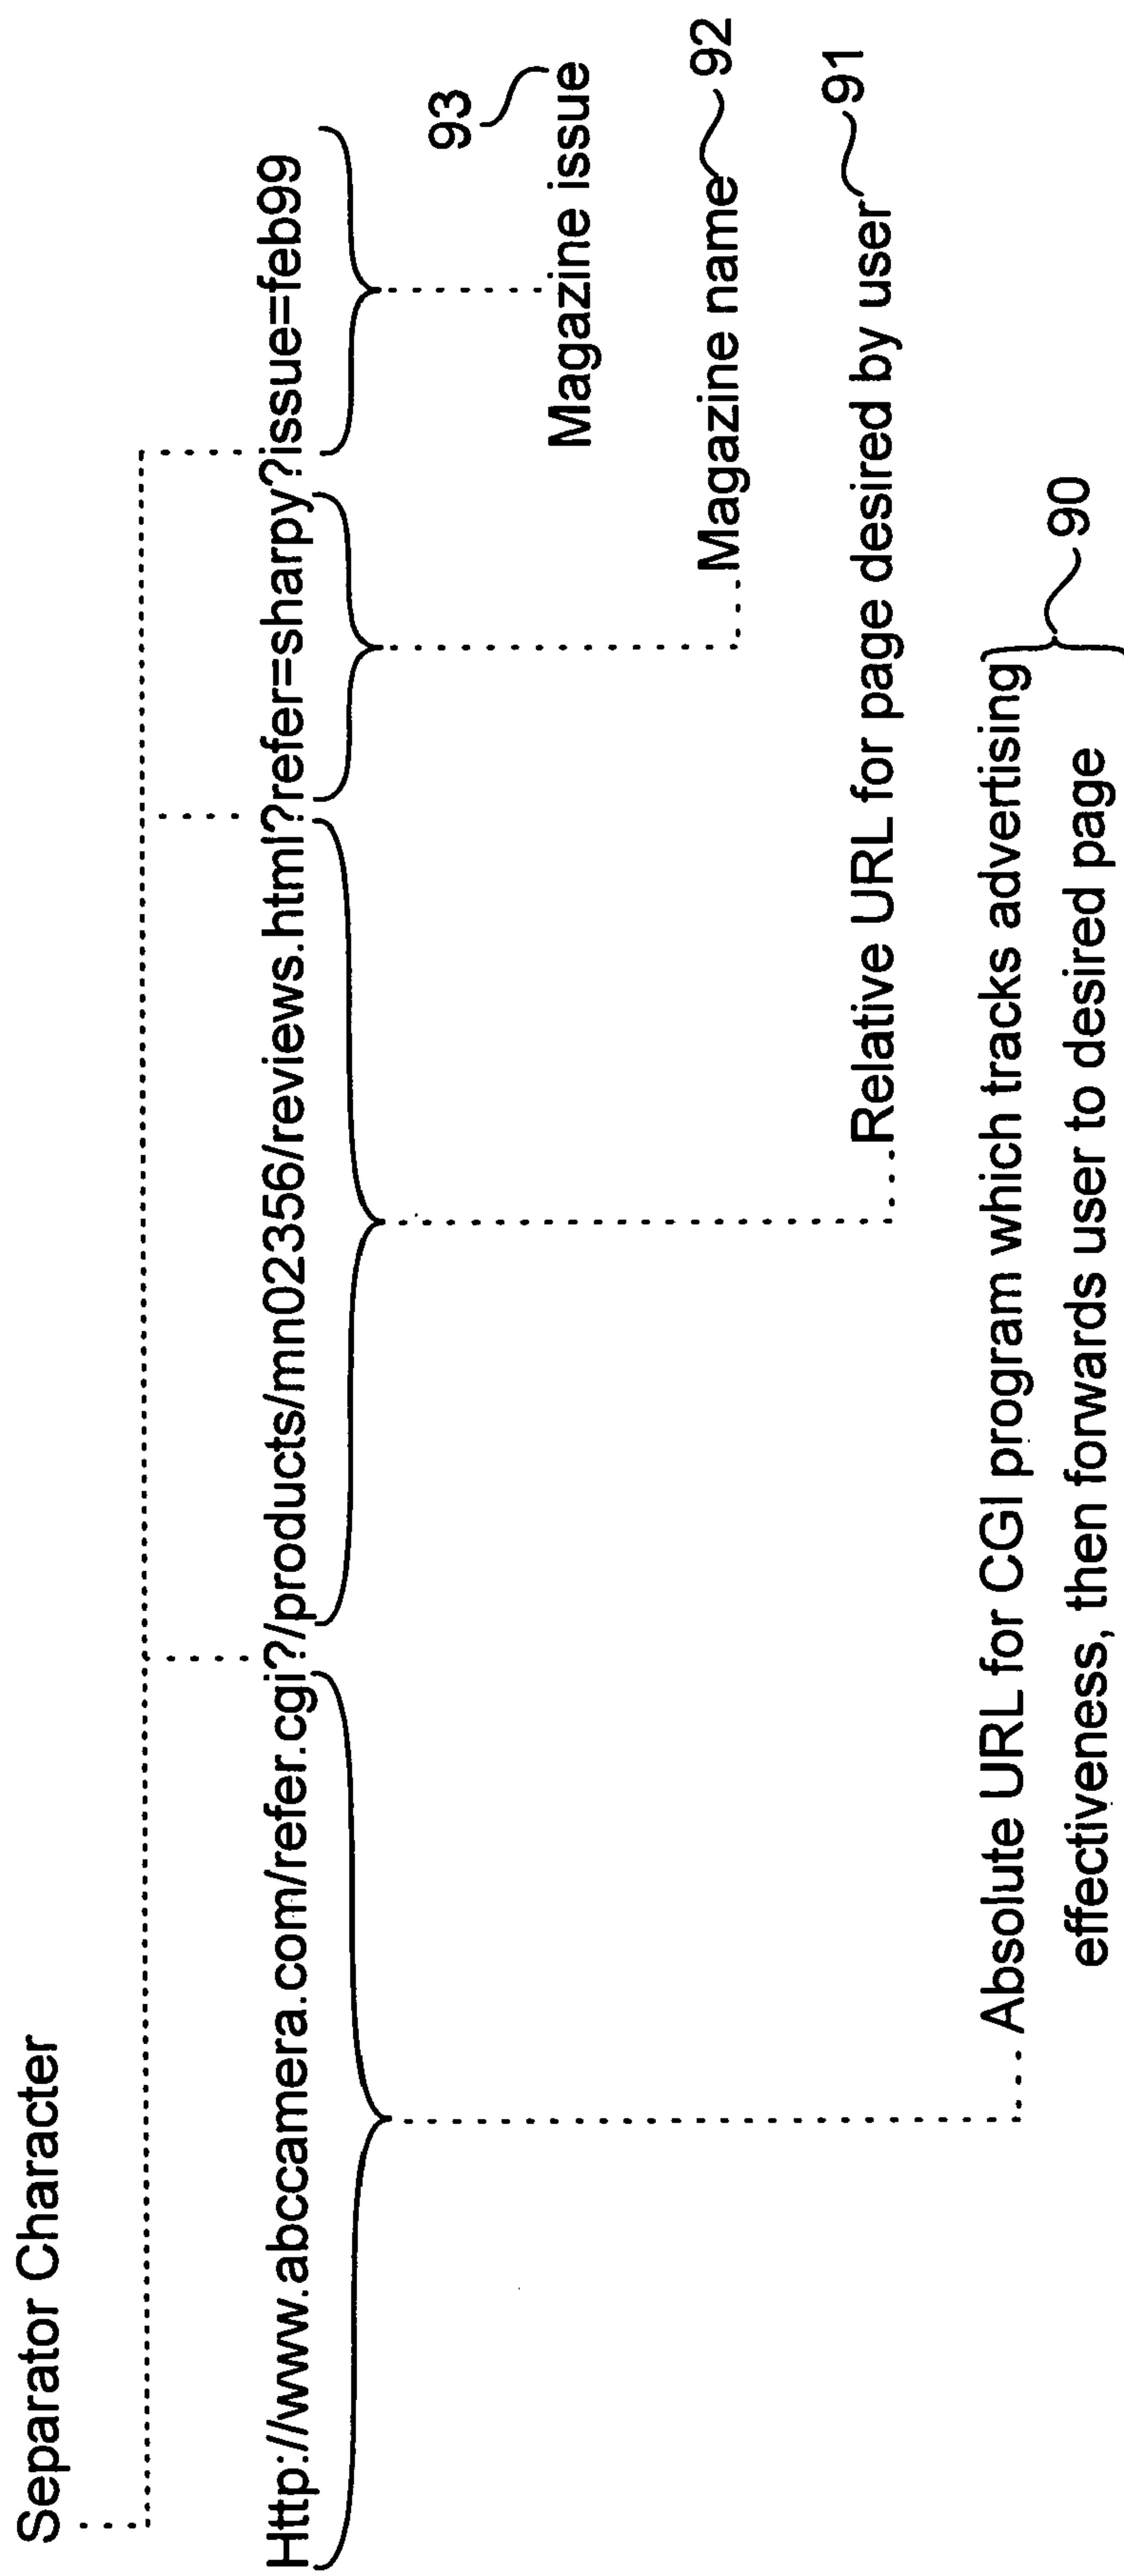 Separator Character
Http://www.abccamera.com/refer.cgi?/products/mn02356/reviews.html?refer=sharpy?issue=feb99
93
Magazine issue
Magazine name 92
Relative URL for page desired by user 91
Absolute URL for CGI program which tracks advertising
effectiveness, then forwards user to desired page
90